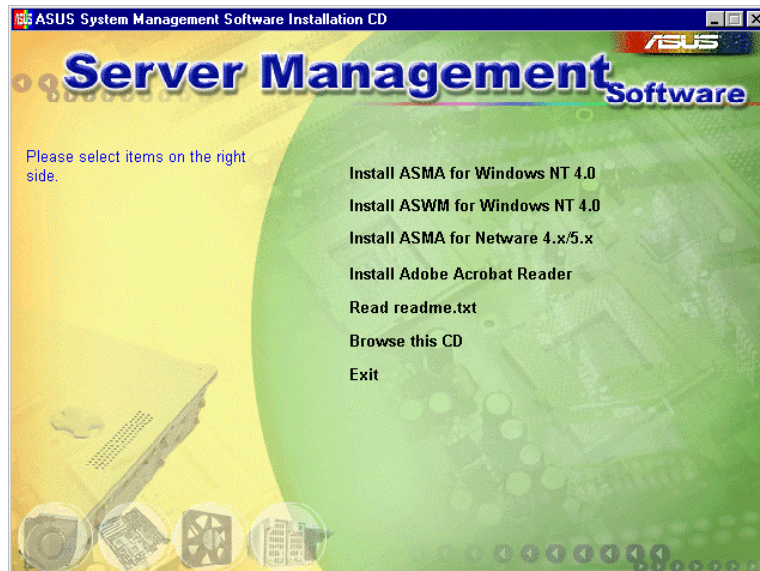 ASUS System Management Software Installation CD
ASUS
Server Management
Software
Please select items on the right
side.
Install ASMA for Windows NT 4.0
Install ASWM for Windows NT 4.0
Install ASMA for Netware 4.x/5.x
Install Adobe Acrobat Reader
Read readme.txt
Browse this CD
Exit